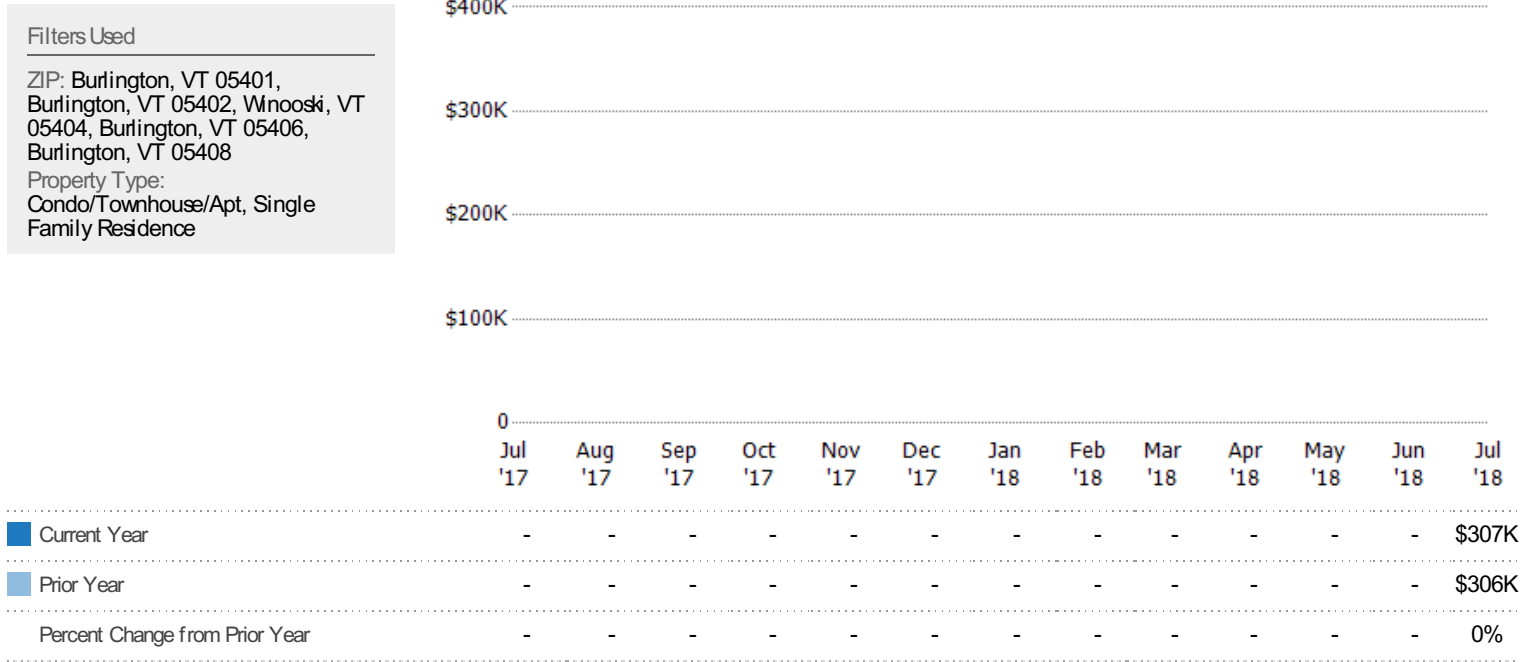 Filters Used
ZIP: Burlington, VT 05401,
Burlington, VT 05402, Winooski, VT
05404, Burlington, VT 05406,
Burlington, VT 05408
Property Type:
Condo/Townhouse/Apt, Single
Family Residence
$400K
$300K
$200K
$100K
0
Jul Aug Sep Oct Nov Dec Jan Feb Mar Apr May Jun Jul
'17 '17 '17 '17 '17 '17 '18 '18 '18 '18 '18 '18 '18
Current Year - - - - - - - - - - - - $307K
Prior Year - - - - - - - - - - - - $306K
Percent Change from Prior Year - - - - - - - - - - - - 0%